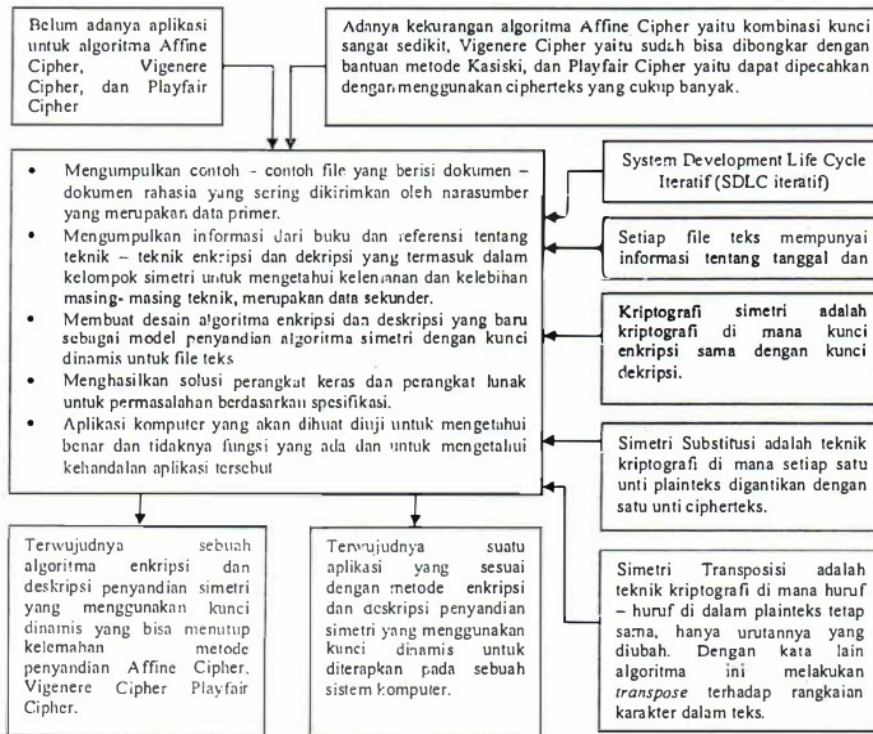 Belum adanya aplikasi
untuk algoritma Affine
Cipher, Vigenere
Cipher, dan Playfair
Cipher
Adanya kekurangan algoritma Affine Cipher yaitu kombinasi kunci
sangat sedikit, Vigenere Cipher yaitu sudah bisa dibongkar dengan
bantuan metode Kasiski, dan Playfair Cipher yaitu dapat dipecahkan
dengan menggunakan cipherteks yang cukup banyak.
• Mengumpulkan contoh – contoh file yang berisi dokumen –
dokumen rahasia yang sering dikirimkan oleh narasumber
yang merupakan data primer.
• Mengumpulkan informasi dari buku dan referensi tentang
teknik – teknik enkripsi dan dekripsi yang termasuk dalam
kelompok simetri untuk mengetahui kelemahan dan kelebihan
masing- masing teknik, merupakan data sekunder.
• Membuat desain algoritma enkripsi dan deskripsi yang baru
sebagai model penyandian algoritma simetri dengan kunci
dinamis untuk file teks
• Menghasilkan solusi perangkat keras dan perangkat lunak
untuk permasalahan berdasarkan spesifikasi.
• Aplikasi komputer yang akan dibuat diuji untuk mengetahui
benar dan tidaknya fungsi yang ada dan untuk mengetahui
kehandalan aplikasi tersebut
System Development Life Cycle
Iteratif (SDLC iteratif)
Setiap file teks mempunyai
informasi tentang tanggal dan
Kriptografi simetri adalah
kriptografi di mana kunci
enkripsi sama dengan kunci
dekripsi.
Simetri Substitusi adalah teknik
kriptografi di mana setiap satu
unti plainteks digantikan dengan
satu unti cipherteks.
Simetri Transposisi adalah
teknik kriptografi di mana huruf
– huruf di dalam plainteks tetap
sama, hanya urutannya yang
diubah. Dengan kata lain
algoritma ini melakukan
transpose terhadap rangkaian
karakter dalam teks.
Terwujudnya sebuah
algoritma enkripsi dan
deskripsi penyandian simetri
yang menggunakan kunci
dinamis yang bisa menutup
kelemahan metode
penyandian Affine Cipher,
Vigenere Cipher Playfair
Cipher.
Terwujudnya suatu
aplikasi yang sesuai
dengan metode enkripsi
dan deskripsi penyandian
simetri yang menggunakan
kunci dinamis untuk
diterapkan pada sebuah
sistem komputer.